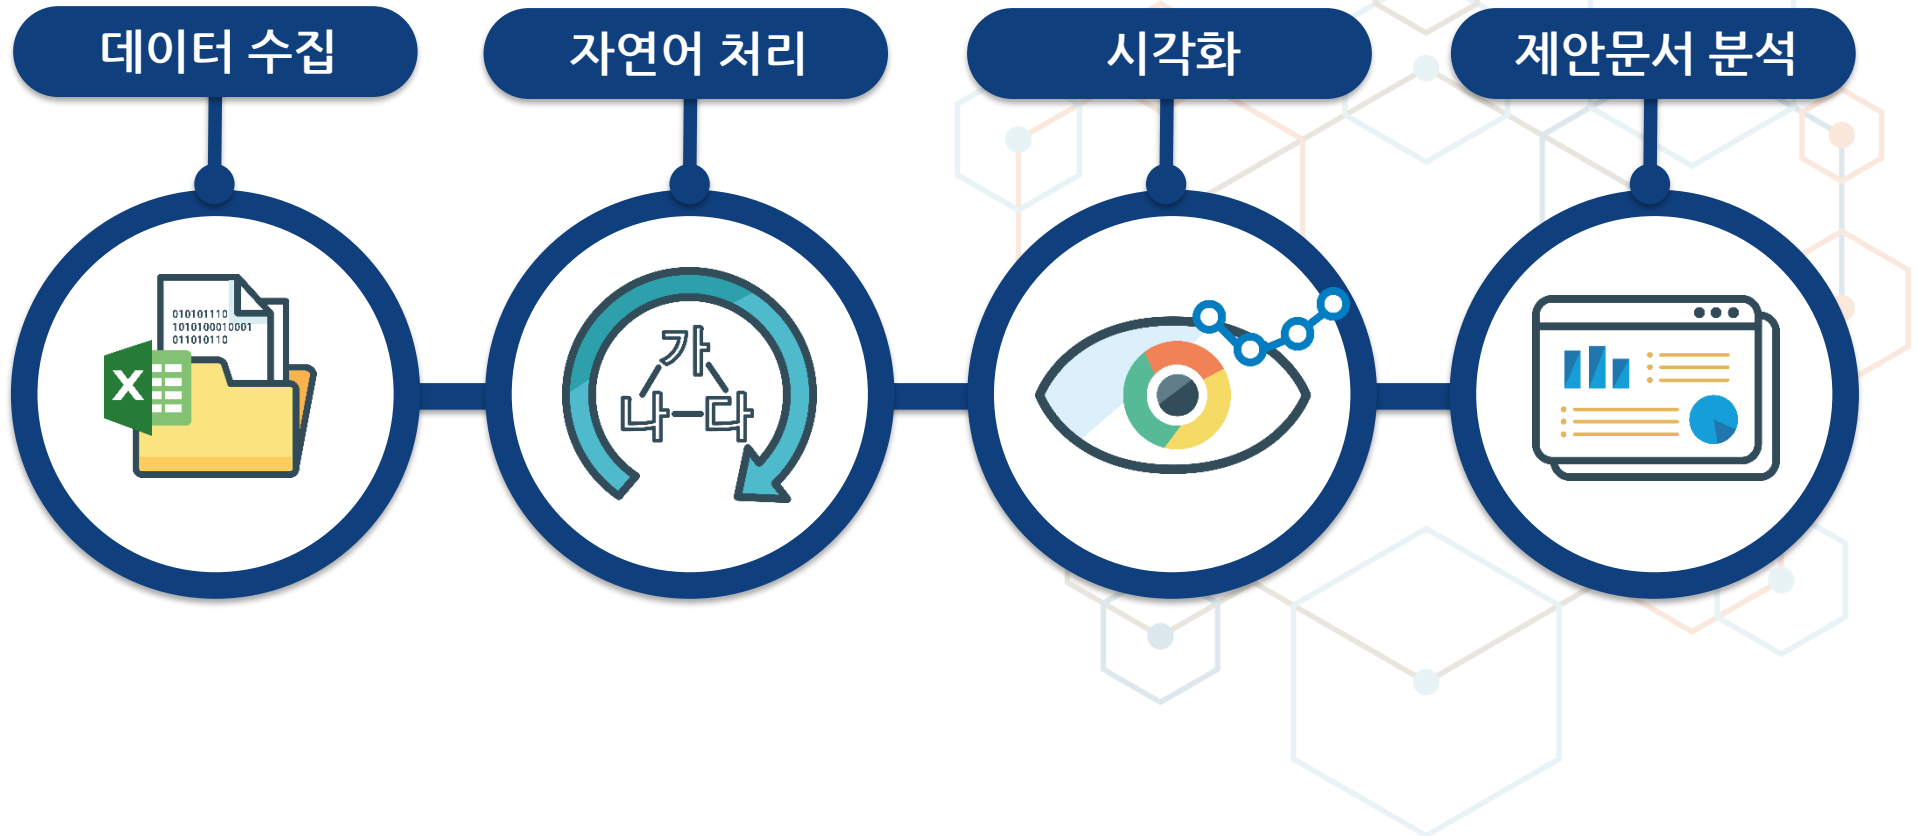 데이터 수집
자연어 처리
시각화
제안문서 분석
010101110
1010100010001
011010110
X
가
나
다